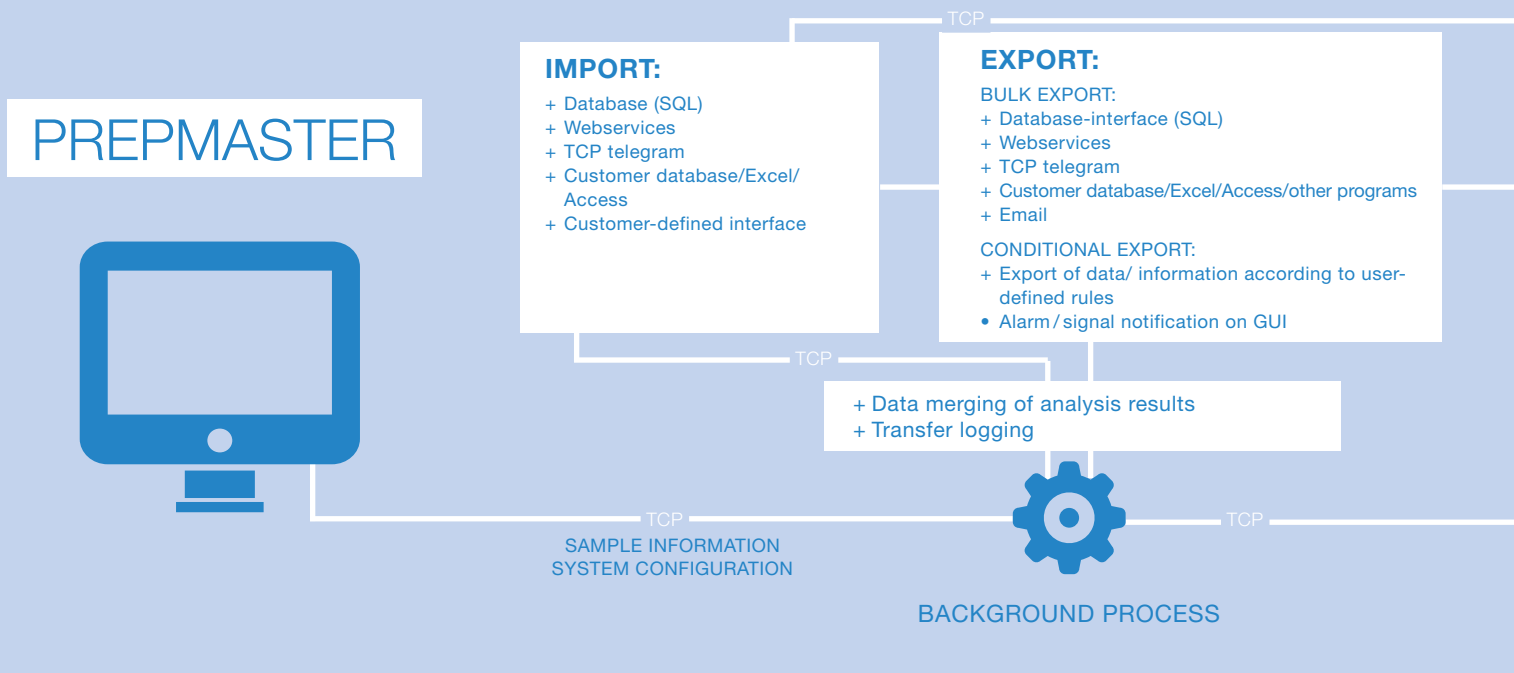 TCP
PREPMASTER
IMPORT:
+ Database (SQL)
+ Webservices
+ TCP telegram
+ Customer database/Excel/
Access
+ Customer-defined interface
EXPORT:
BULK EXPORT:
+ Database-interface (SQL)
+ Webservices
+ TCP telegram
+ Customer database/Excel/Access/other programs
+ Email
CONDITIONAL EXPORT:
+ Export of data/ information according to user-
defined rules
• Alarm/signal notification on GUI
TCP
+ Data merging of analysis results
+ Transfer logging
TCP
TCP
SAMPLE INFORMATION
SYSTEM CONFIGURATION
BACKGROUND PROCESS